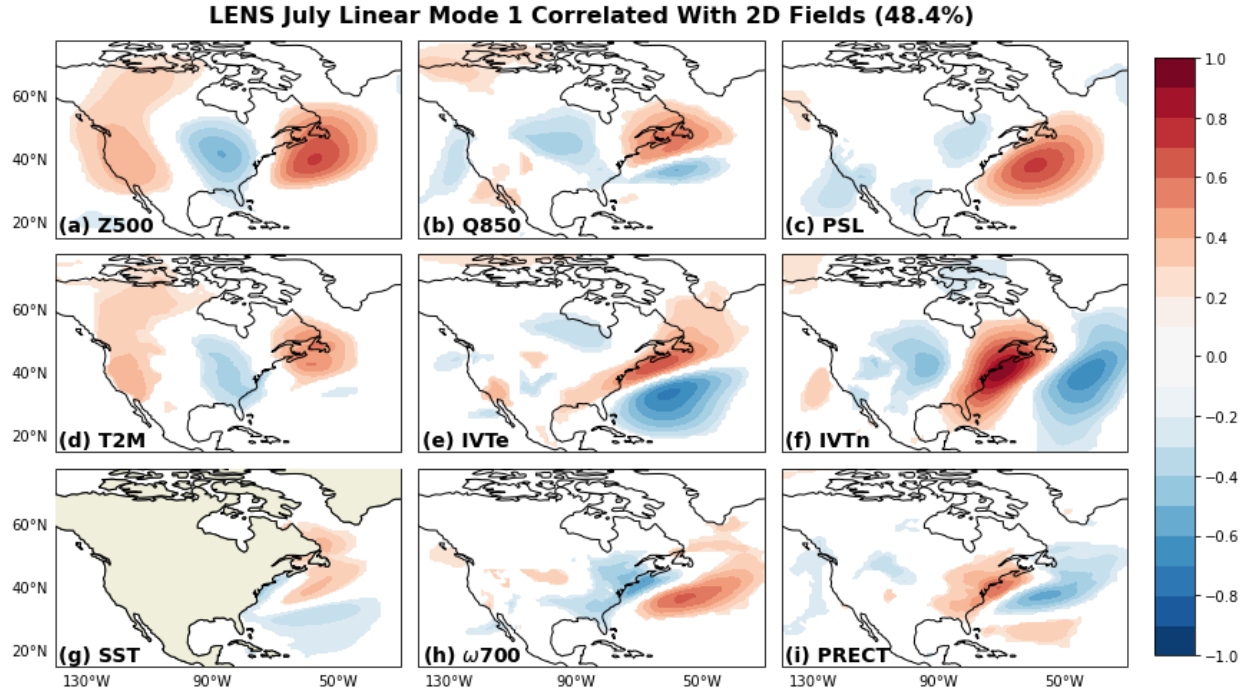 LENS July Linear Mode 1 Correlated With 2D Fields (48.4%)
60°N
40°N
20°N
(a) Z500
(b) Q850
(c) PSL
60°N
40°N
20°N
(d) T2M
(e) IVTe
(f) IVTn
60°N
40°N
20°N
(g) SST
(h) ω700
(i) PRECT
130°W
90°W
50°W
130°W
90°W
50°W
130°W
90°W
50°W
1.0
0.8
0.6
0.4
0.2
0.0
−0.2
−0.4
−0.6
−0.8
−1.0